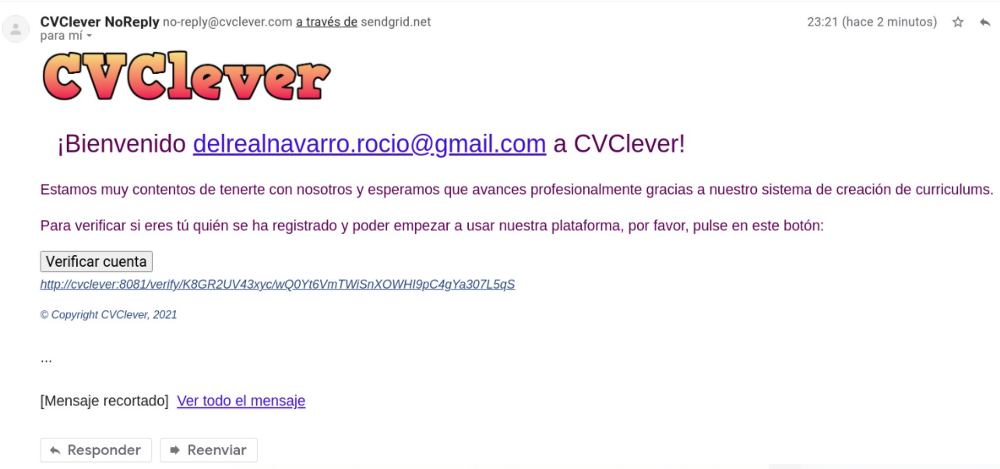 CVClever NoReply no-reply@cvclever.com a través de sendgrid.net 23:21 (hace 2 minutos)
para mí
CVClever
¡Bienvenido delrealnavarro.rocio@gmail.com a CVClever!
Estamos muy contentos de tenerte con nosotros y esperamos que avances profesionalmente gracias a nuestro sistema de creación de curriculums.
Para verificar si eres tú quién se ha registrado y poder empezar a usar nuestra plataforma, por favor, pulse en este botón:
Verificar cuenta
http://cvclever:8081/verify/K8GR2UV43xyc/wQ0Yt6VmTWiSnXOWHI9pC4gYa307L5qS
© Copyright CVClever, 2021
...
[Mensaje recortado] Ver todo el mensaje
Responder Reenviar